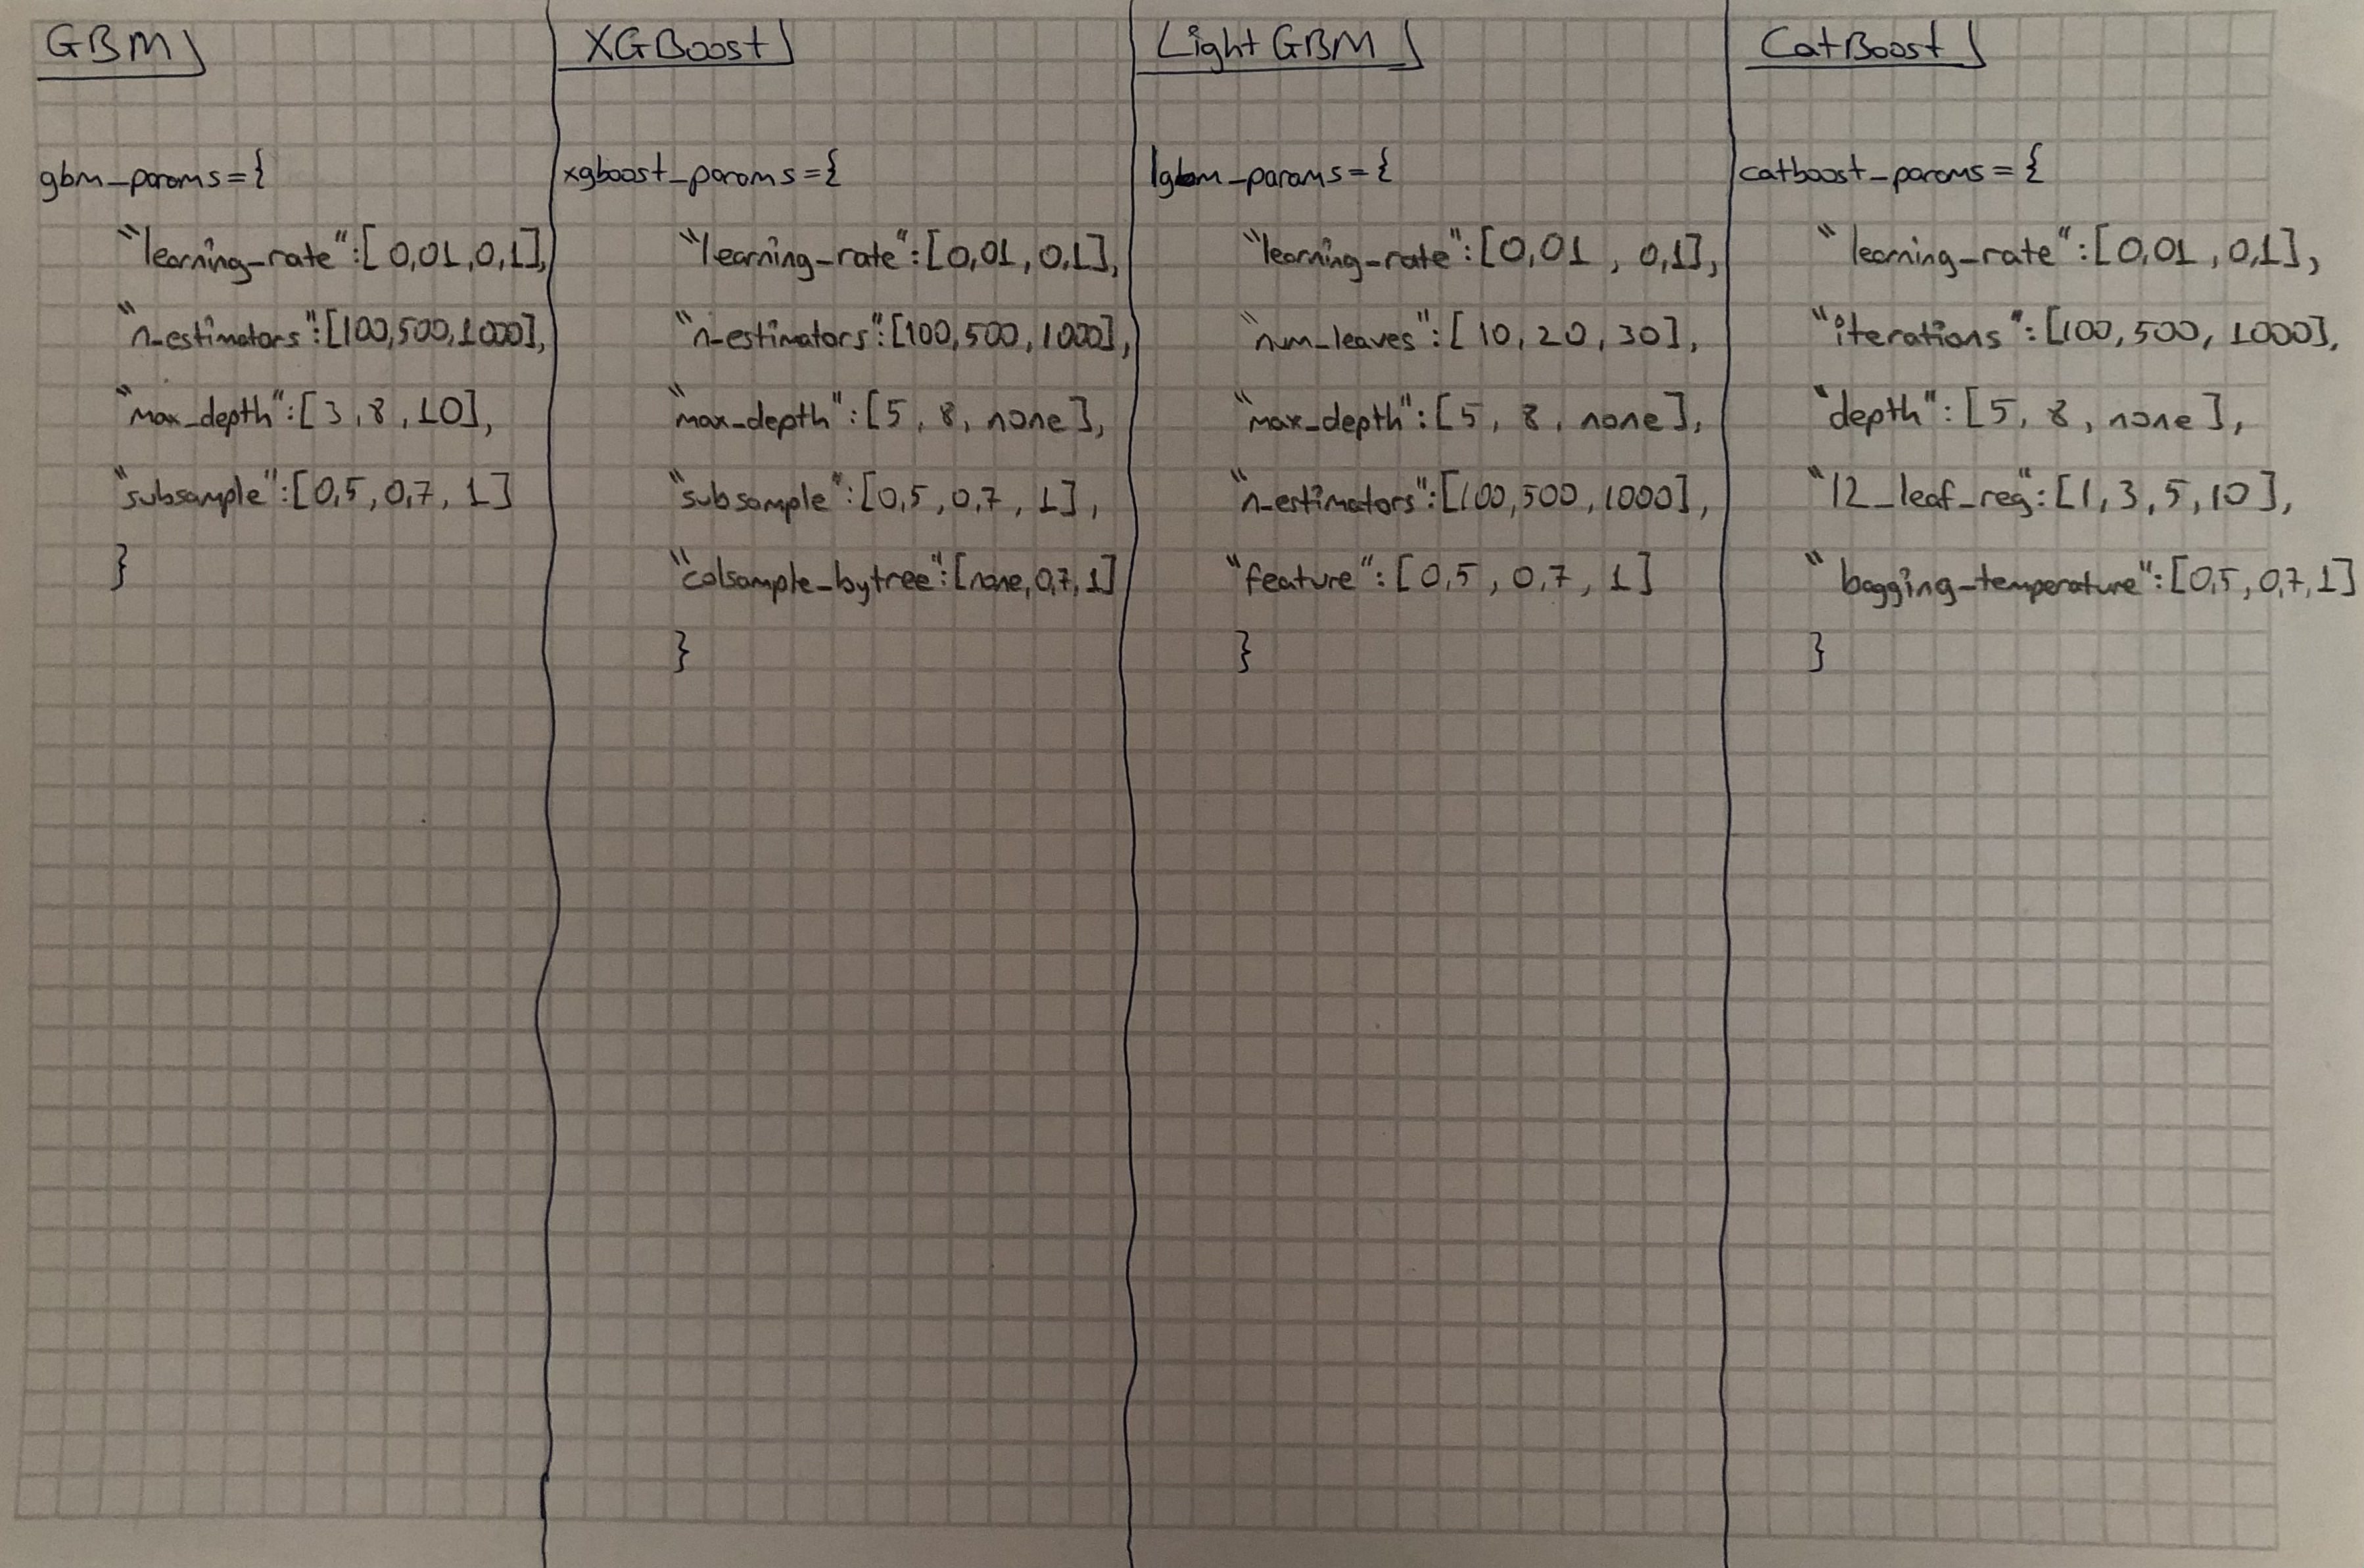 GBM
gbm_params={
"learning_rate":[0,01,0,1],
"n_estimators":[100,500,1000],
"max_depth":[3,8,10],
"subsample":[0,5,0,7,1]
}
XGBoost
xgboost_params={
"learning_rate":[0,01,0,1],
"n_estimators":[100,500,1000],
"max_depth":[5,8,none],
"subsample":[0,5,0,7,1],
"colsample_bytree":[none,0,7,1]
}
LightGBM
lgbm_params={
"learning_rate":[0,01,0,1],
"num_leaves":[10,20,30],
"max_depth":[5,8,none],
"n_estimators":[100,500,1000],
"feature":[0,5,0,7,1]
}
CatBoost
catboost_params={
"learning_rate":[0,01,0,1],
"iterations":[100,500,1000],
"depth":[5,8,none],
"l2_leaf_reg":[1,3,5,10],
"bagging_temperature":[0,5,0,7,1]
}